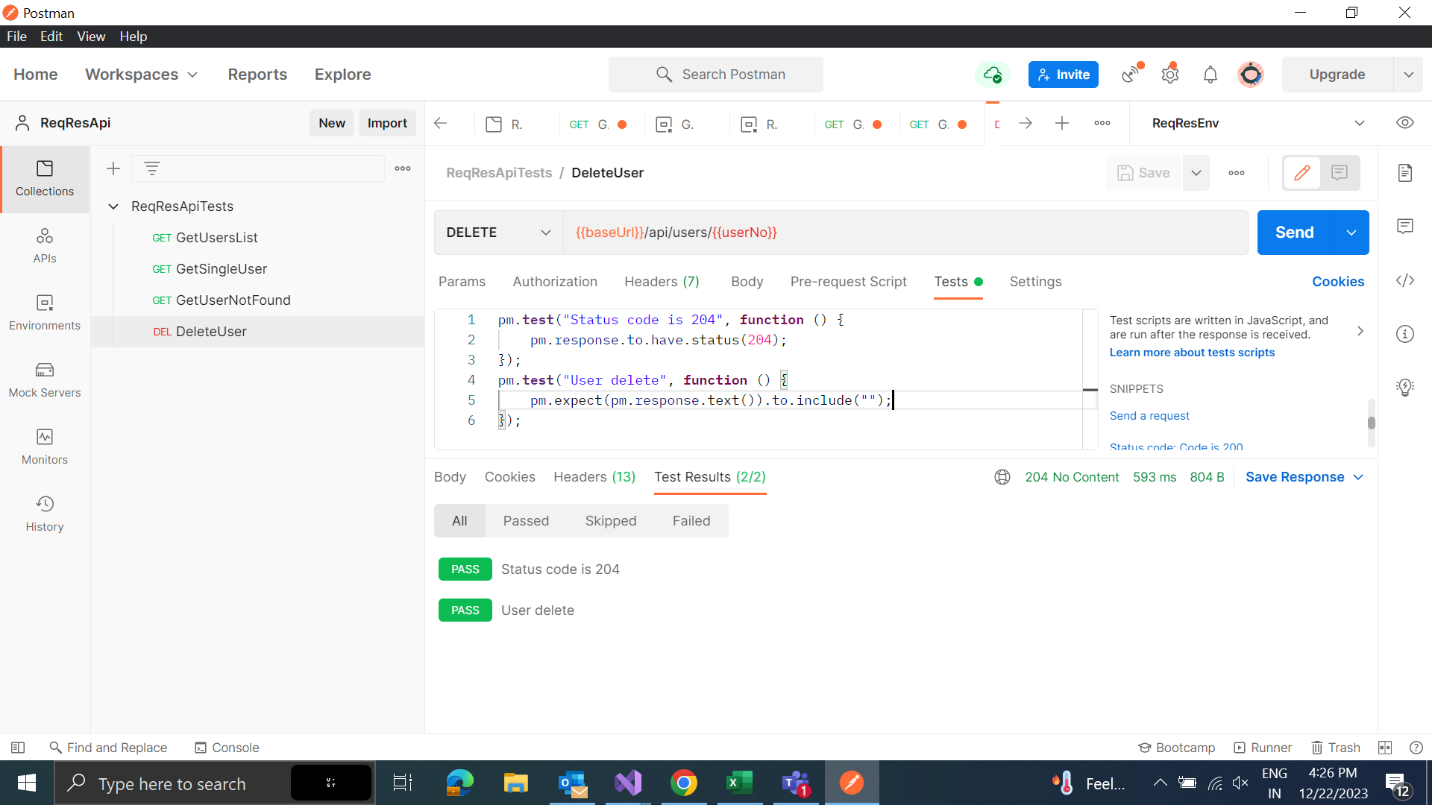 Postman
File Edit View Help
Home Workspaces Reports Explore Search Postman Invite Upgrade
ReqResApi New Import
R. GET G. G. R. GET G. GET G. ReqResEnv
Collections
APIs
Environments
Mock Servers
Monitors
History
ReqResApiTests
GET GetUsersList
GET GetSingleUser
GET GetUserNotFound
DEL DeleteUser
ReqResApiTests / DeleteUser Save
DELETE {{baseUrl}}/api/users/{{userNo}} Send
Params Authorization Headers (7) Body Pre-request Script Tests Settings Cookies
1 pm.test("Status code is 204", function () {
2 pm.response.to.have.status(204);
3 });
4 pm.test("User delete", function () {
5 pm.expect(pm.response.text()).to.include("");
6 });
Test scripts are written in JavaScript, and
are run after the response is received.
Learn more about tests scripts
SNIPPETS
Send a request
Status code: Code is 200
Body Cookies Headers (13) Test Results (2/2) 204 No Content 593 ms 804 B Save Response
All Passed Skipped Failed
PASS Status code is 204
PASS User delete
Find and Replace Console Bootcamp Runner Trash
Type here to search Feel... ENG 4:26 PM
IN 12/22/2023 12